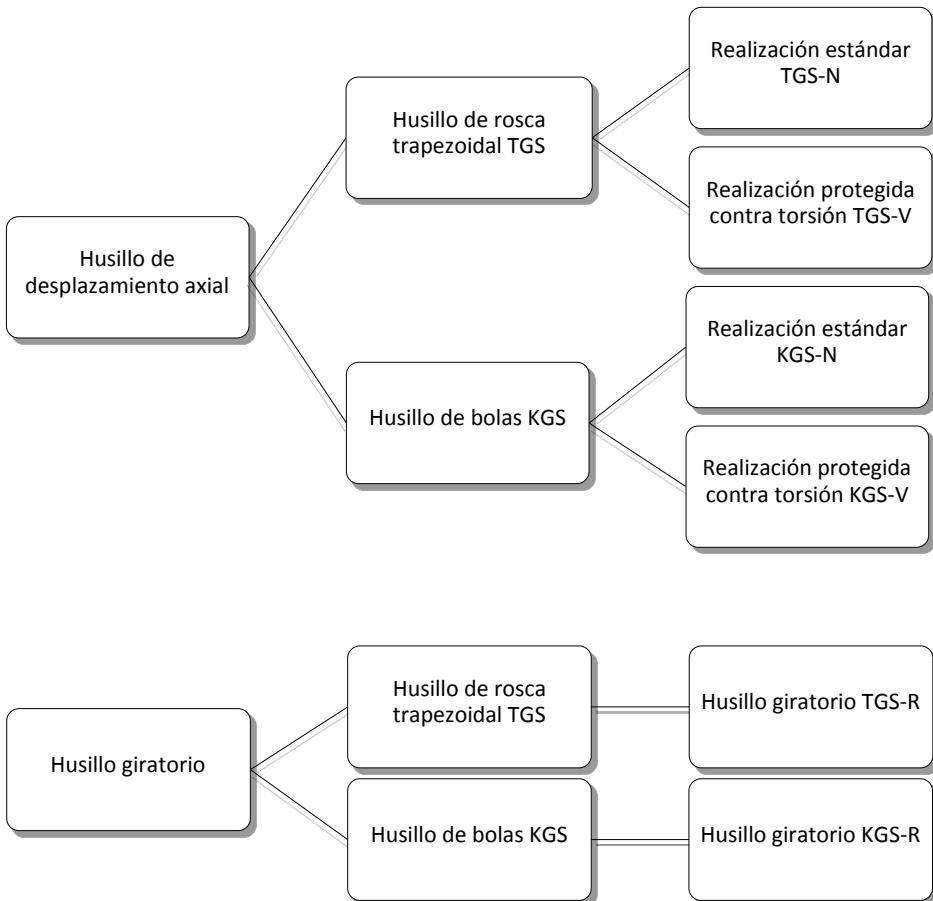 Realización estándar
TGS-N
Husillo de rosca
trapezoidal TGS
Realización protegida
contra torsión TGS-V
Husillo de
desplazamiento axial
Realización estándar
KGS-N
Husillo de bolas KGS
Realización protegida
contra torsión KGS-V
Husillo de rosca
trapezoidal TGS
Husillo giratorio TGS-R
Husillo giratorio
Husillo de bolas KGS
Husillo giratorio KGS-R